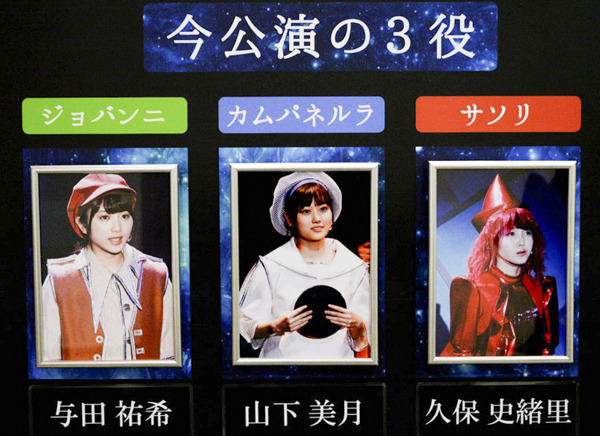 今公演の3役
ジョバンニ
カムパネルラ
サソリ
与田 祐希
山下 美月
久保 史緒里